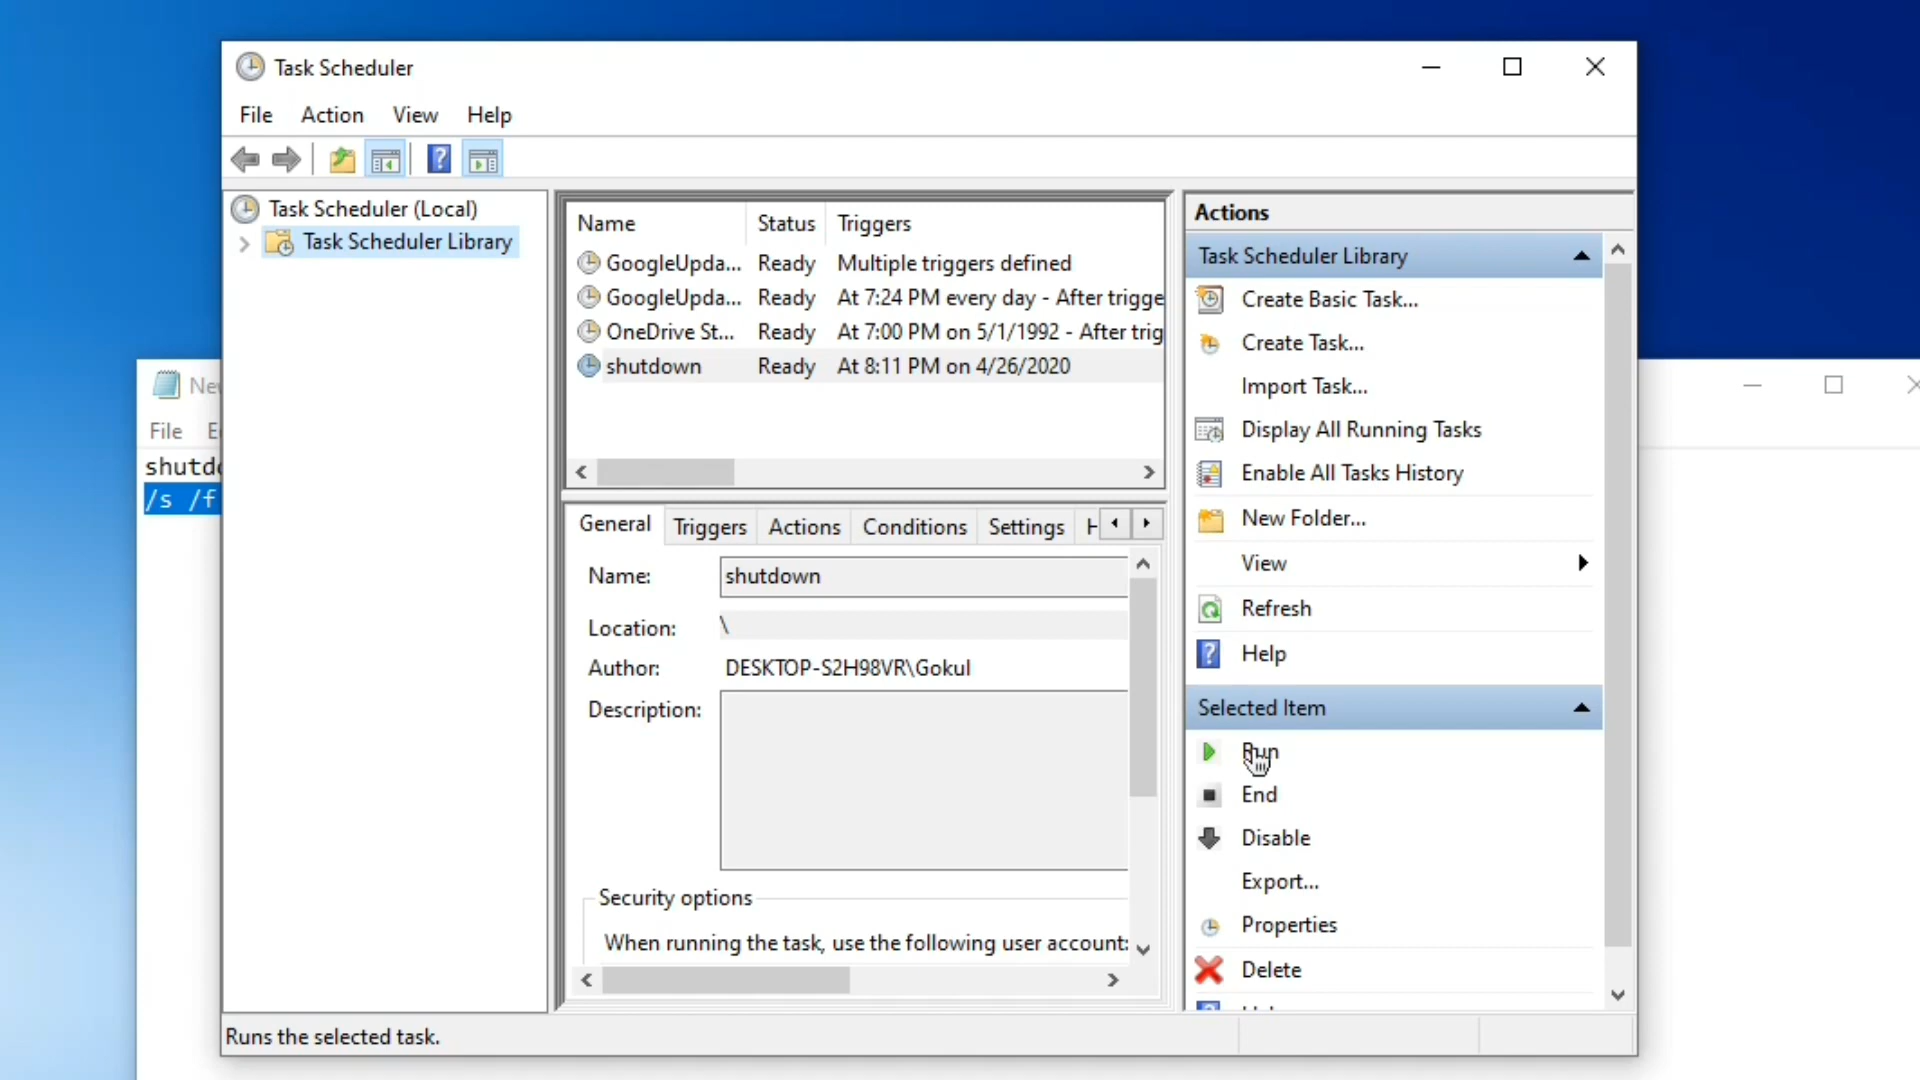 Task Scheduler
File Action View Help
Task Scheduler (Local)
Task Scheduler Library
Name Status Triggers
GoogleUpda... Ready Multiple triggers defined
GoogleUpda... Ready At 7:24 PM every day - After trigge
OneDrive St... Ready At 7:00 PM on 5/1/1992 - After trig
shutdown Ready At 8:11 PM on 4/26/2020
General Triggers Actions Conditions Settings
Name: shutdown
Location: \
Author: DESKTOP-S2H98VR\Gokul
Description:
Security options
When running the task, use the following user account:
Actions
Task Scheduler Library
Create Basic Task...
Create Task...
Import Task...
Display All Running Tasks
Enable All Tasks History
New Folder...
View
Refresh
Help
Selected Item
Run
End
Disable
Export...
Properties
Delete
Runs the selected task.
File
shutd
/s /f